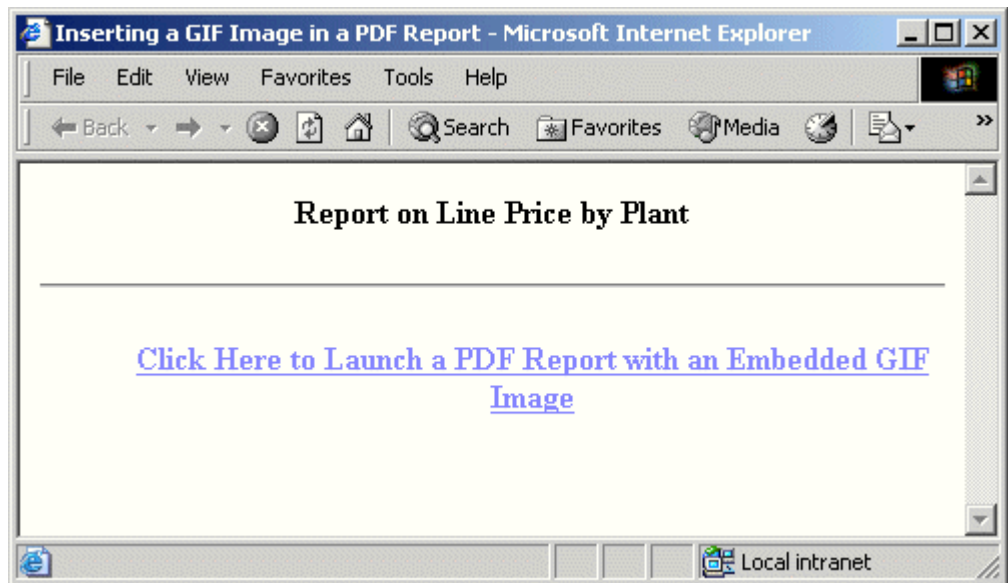 Inserting a GIF Image in a PDF Report - Microsoft Internet Explorer
File Edit View Favorites Tools Help
Back Search Favorites Media »
Report on Line Price by Plant
Click Here to Launch a PDF Report with an Embedded GIF
Image
Local intranet